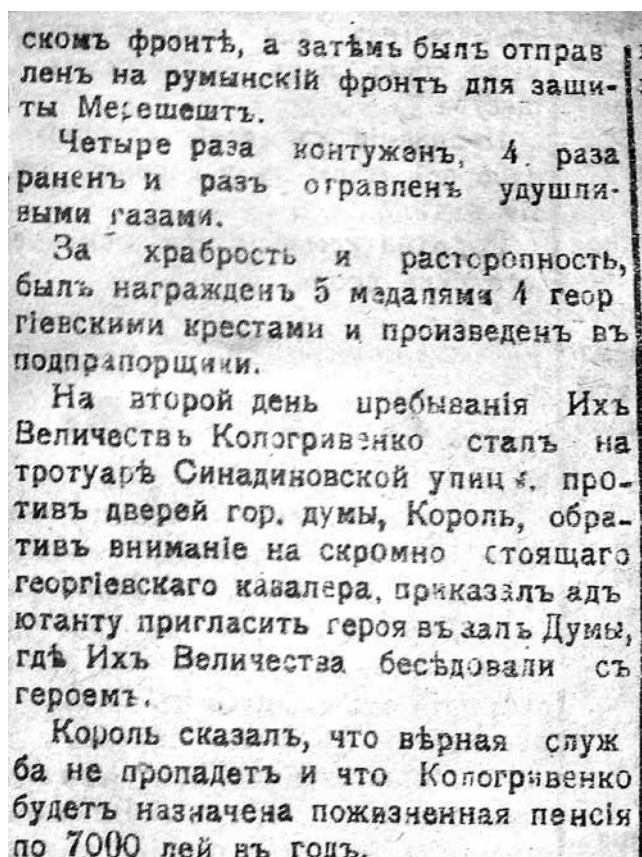 скомъ фронтѣ, а затѣмь былъ отправ
ленъ на румынскій фронтъ для защи-
ты Мерешештъ.
Четыре раза контуженъ, 4 раза
раненъ и разъ отравленъ удушли-
выми газами.
За храбрость и расторопность,
былъ награжденъ 5 медалями 4 геор
гіевскими крестами и произведенъ въ
подпрапорщики.
На второй день пребыванія Ихъ
Величествъ Кологривенко сталъ на
тротуарѣ Синадиновской улицы, про-
тивъ дверей гор. думы, Король, обра-
тивъ вниманіе на скромно стоящаго
георгіевскаго кавалера, приказалъ адъ
ютанту пригласить героя въ залъ Думы,
гдѣ Ихъ Величества бесѣдовали съ
героемъ.
Король сказалъ, что вѣрная служ
ба не пропадетъ и что Кологривенко
будетъ назначена пожизненная пенсія
по 7000 лей въ годъ.